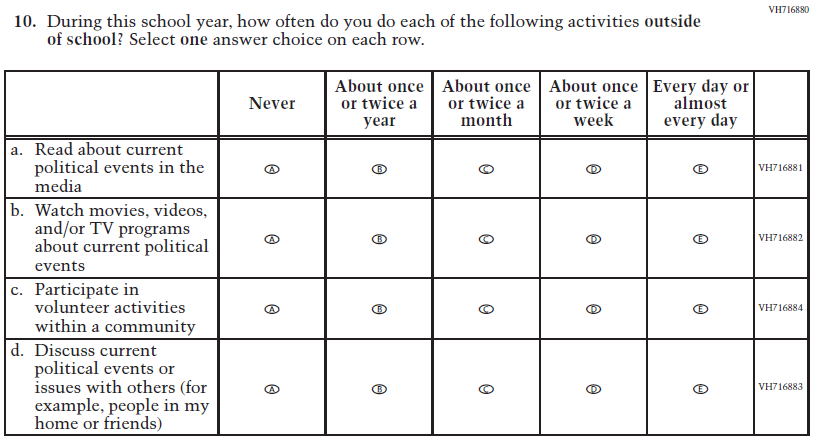 VH716880
10. During this school year, how often do you do each of the following activities outside
of school? Select one answer choice on each row.
Never
About once
or twice a
year
About once
or twice a
month
About once
or twice a
week
Every day or
almost
every day
a. Read about current
political events in the
media
A
B
C
D
E
VH716881
b. Watch movies, videos,
and/or TV programs
about current political
events
A
B
C
D
E
VH716882
c. Participate in
volunteer activities
within a community
A
B
C
D
E
VH716884
d. Discuss current
political events or
issues with others (for
example, people in my
home or friends)
A
B
C
D
E
VH716883